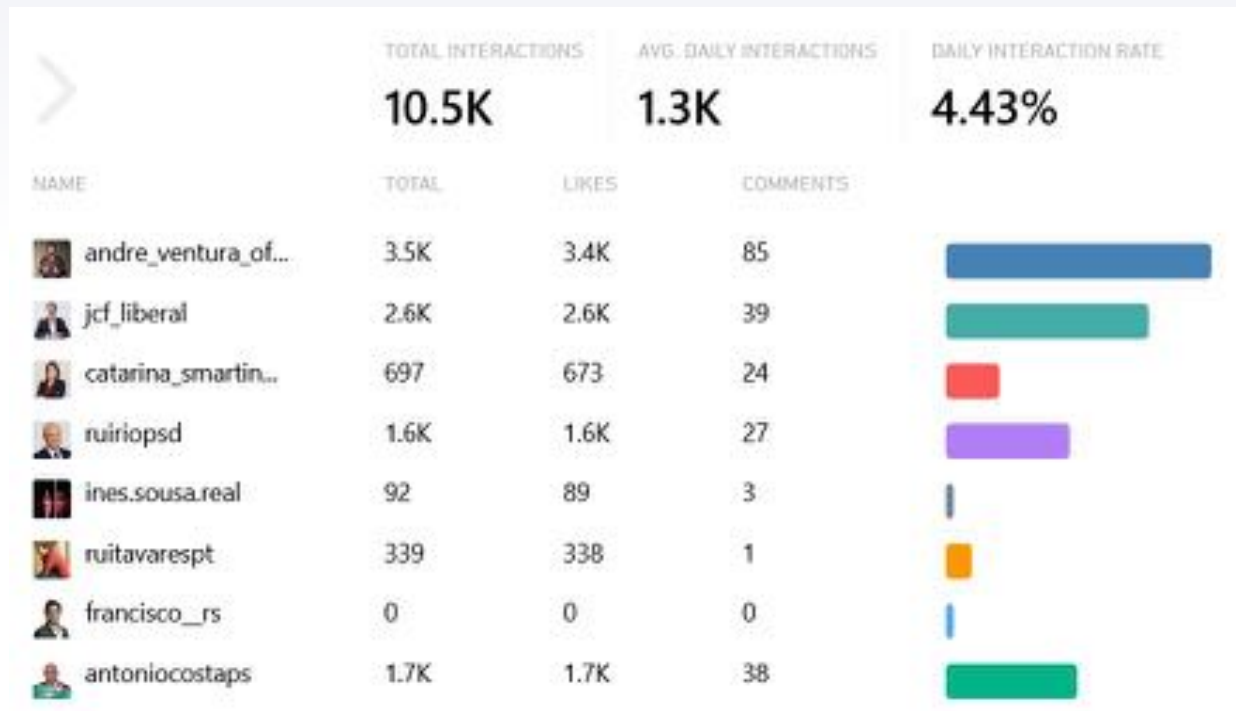 TOTAL INTERACTIONS AVG. DAILY INTERACTIONS DAILY INTERACTION RATE
10.5K 1.3K 4.43%
NAME TOTAL LIKES COMMENTS
andre_ventura_of... 3.5K 3.4K 85
jcf_liberal 2.6K 2.6K 39
catarina_smartin... 697 673 24
ruiriopsd 1.6K 1.6K 27
ines.sousa.real 92 89 3
ruitavarespt 339 338 1
francisco__rs 0 0 0
antoniocostaps 1.7K 1.7K 38